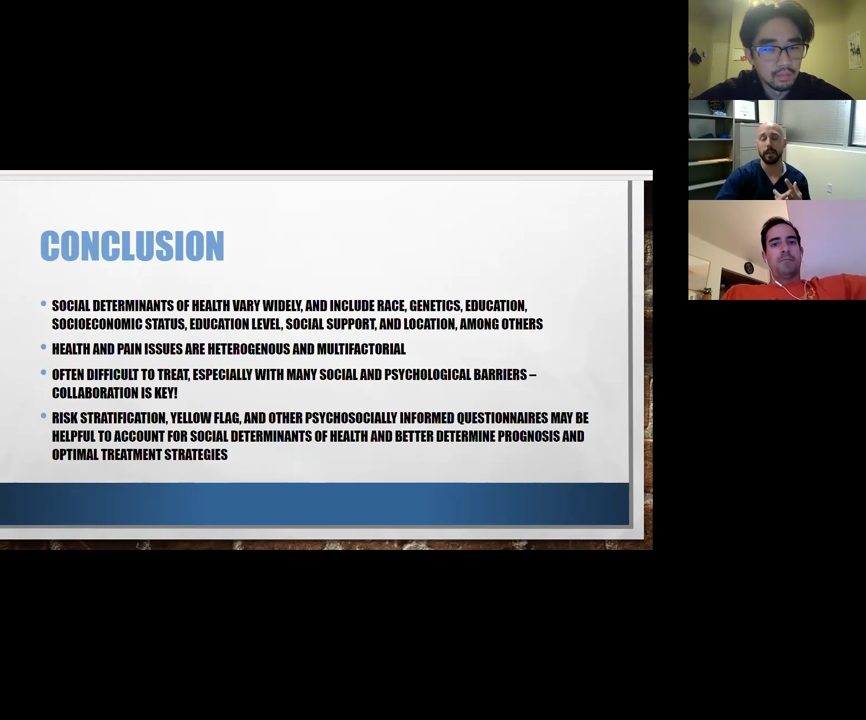 CONCLUSION
SOCIAL DETERMINANTS OF HEALTH VARY WIDELY, AND INCLUDE RACE, GENETICS, EDUCATION,
SOCIOECONOMIC STATUS, EDUCATION LEVEL, SOCIAL SUPPORT, AND LOCATION, AMONG OTHERS
HEALTH AND PAIN ISSUES ARE HETEROGENOUS AND MULTIFACTORIAL
OFTEN DIFFICULT TO TREAT, ESPECIALLY WITH MANY SOCIAL AND PSYCHOLOGICAL BARRIERS –
COLLABORATION IS KEY!
RISK STRATIFICATION, YELLOW FLAG, AND OTHER PSYCHOSOCIALLY INFORMED QUESTIONNAIRES MAY BE
HELPFUL TO ACCOUNT FOR SOCIAL DETERMINANTS OF HEALTH AND BETTER DETERMINE PROGNOSIS AND
OPTIMAL TREATMENT STRATEGIES